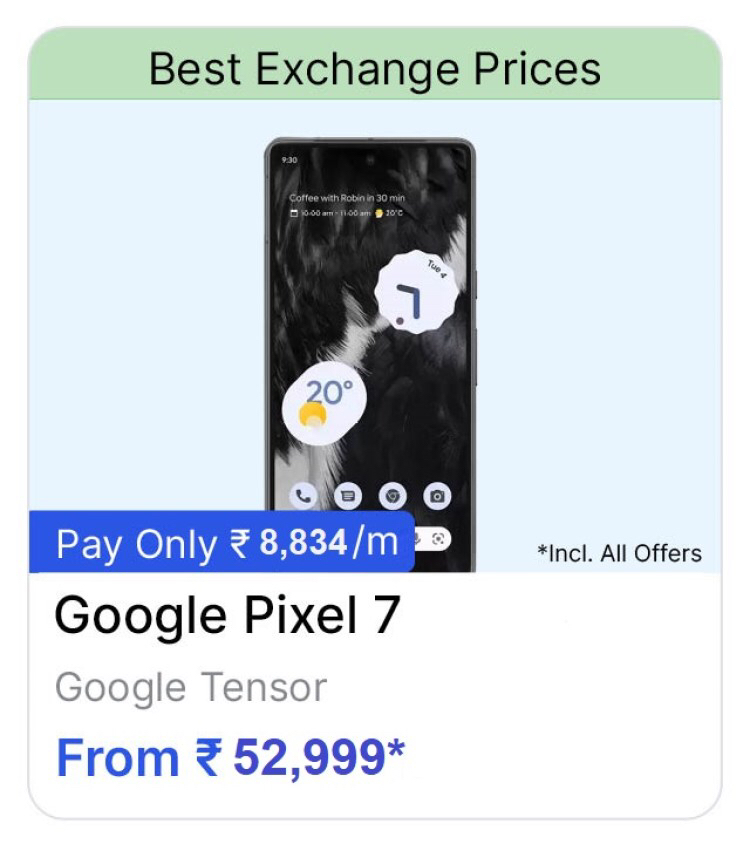 Best Exchange Prices
9:30
Coffee with Robin in 30 min
10:00 am - 11:00 am 20°C
Tue 4
20°
Pay Only ₹ 8,834/m
*Incl. All Offers
Google Pixel 7
Google Tensor
From ₹ 52,999*